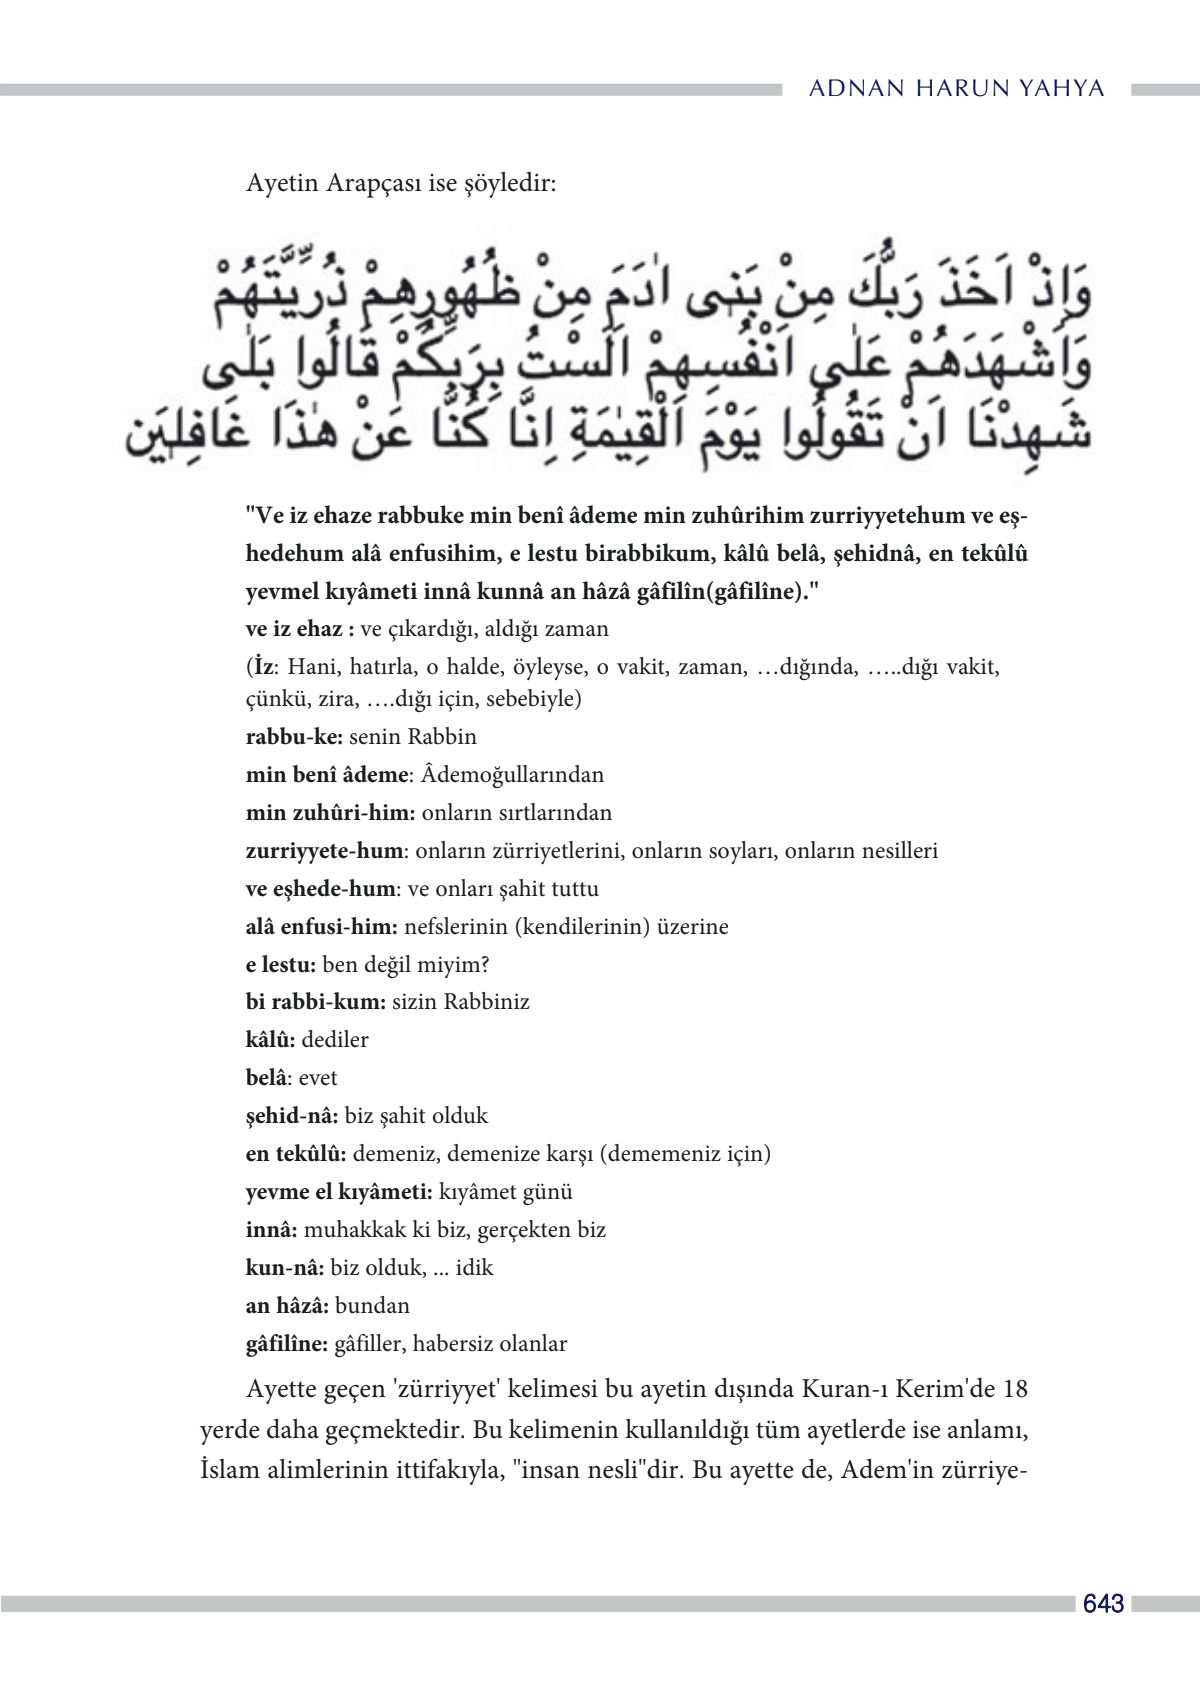 ADNAN HARUN YAHYA
Ayetin Arapçası ise şöyledir:
وَاِذْ اَخَذَ رَبُّكَ مِنْ بَنٖى اٰدَمَ مِنْ ظُهُورِهِمْ ذُرِّيَّتَهُمْ
وَاَشْهَدَهُمْ عَلٰى اَنْفُسِهِمْ اَلَسْتُ بِرَبِّكُمْ قَالُوا بَلٰى
شَهِدْنَا اَنْ تَقُولُوا يَوْمَ الْقِيٰمَةِ اِنَّا كُنَّا عَنْ هٰذَا غَافِلٖينَ
"Ve iz ehaze rabbuke min benî âdeme min zuhûrihim zurriyyetehum ve eş-
hedehum alâ enfusihim, e lestu birabbikum, kâlû belâ, şehidnâ, en tekûlû
yevmel kıyâmeti innâ kunnâ an hâzâ gâfilîn(gâfilîne)."
ve iz ehaz : ve çıkardığı, aldığı zaman
(İz: Hani, hatırla, o halde, öyleyse, o vakit, zaman, …dığında, …..dığı vakit,
çünkü, zira, ….dığı için, sebebiyle)
rabbu-ke: senin Rabbin
min benî âdeme: Âdemoğullarından
min zuhûri-him: onların sırtlarından
zurriyyete-hum: onların zürriyetlerini, onların soyları, onların nesilleri
ve eşhede-hum: ve onları şahit tuttu
alâ enfusi-him: nefslerinin (kendilerinin) üzerine
e lestu: ben değil miyim?
bi rabbi-kum: sizin Rabbiniz
kâlû: dediler
belâ: evet
şehid-nâ: biz şahit olduk
en tekûlû: demeniz, demenize karşı (dememeniz için)
yevme el kıyâmeti: kıyâmet günü
innâ: muhakkak ki biz, gerçekten biz
kun-nâ: biz olduk, ... idik
an hâzâ: bundan
gâfilîne: gâfiller, habersiz olanlar
Ayette geçen 'zürriyyet' kelimesi bu ayetin dışında Kuran-ı Kerim'de 18
yerde daha geçmektedir. Bu kelimenin kullanıldığı tüm ayetlerde ise anlamı,
İslam alimlerinin ittifakıyla, "insan nesli"dir. Bu ayette de, Adem'in zürriye-
643